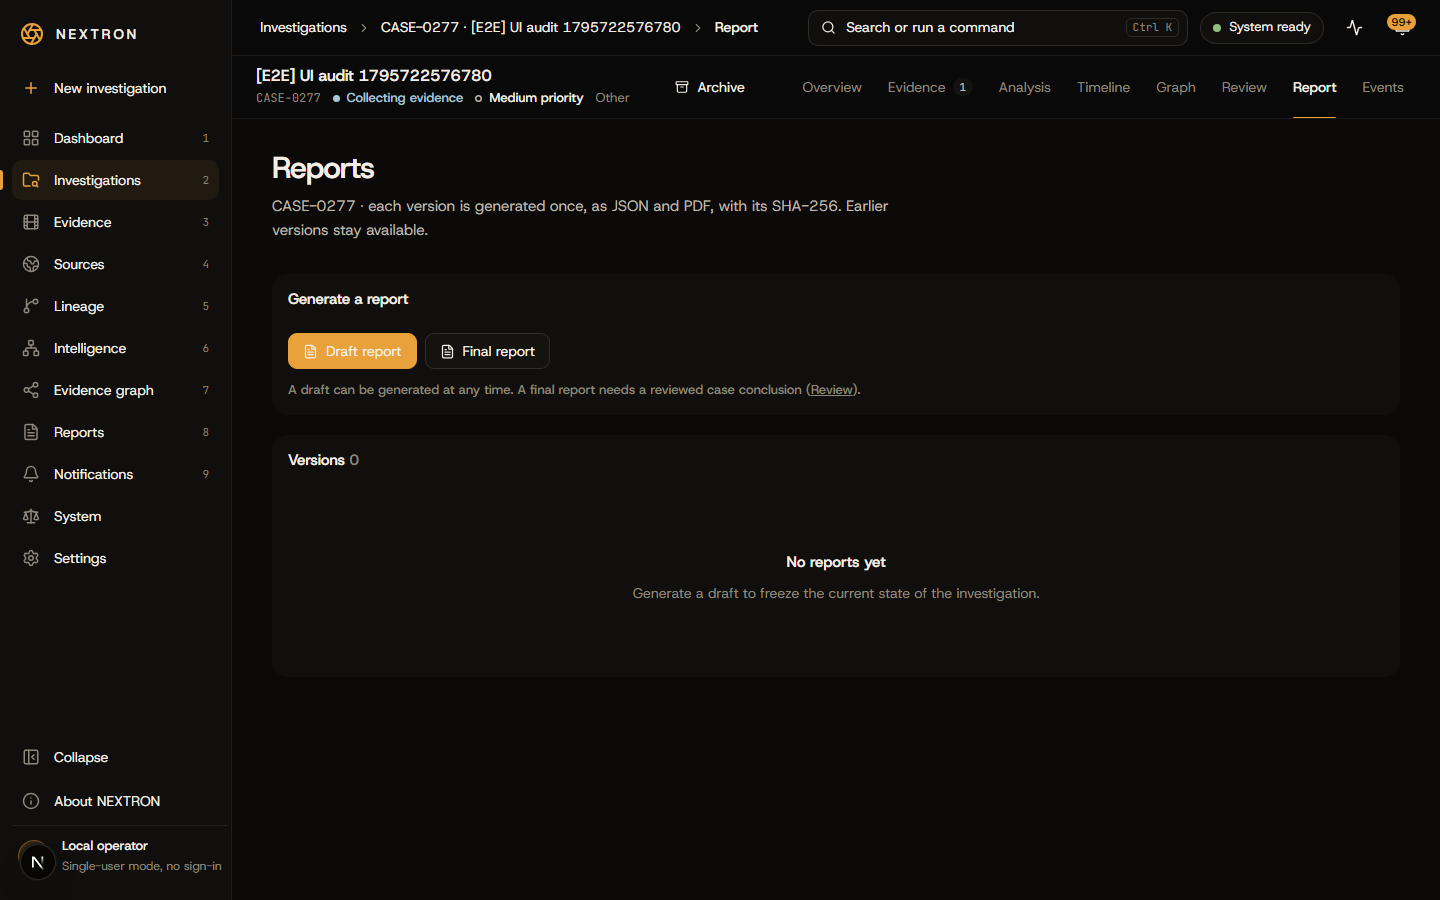 NEXTRON
New investigation
Dashboard 1
Investigations 2
Evidence 3
Sources 4
Lineage 5
Intelligence 6
Evidence graph 7
Reports 8
Notifications 9
System
Settings
Collapse
About NEXTRON
N
Local operator
Single-user mode, no sign-in
Investigations > CASE-0277 · [E2E] UI audit 1795722576780 > Report
Search or run a command Ctrl K
System ready
99+
[E2E] UI audit 1795722576780
CASE-0277 Collecting evidence Medium priority Other
Archive
Overview Evidence 1 Analysis Timeline Graph Review Report Events
Reports
CASE-0277 · each version is generated once, as JSON and PDF, with its SHA-256. Earlier
versions stay available.
Generate a report
Draft report Final report
A draft can be generated at any time. A final report needs a reviewed case conclusion (Review).
Versions 0
No reports yet
Generate a draft to freeze the current state of the investigation.